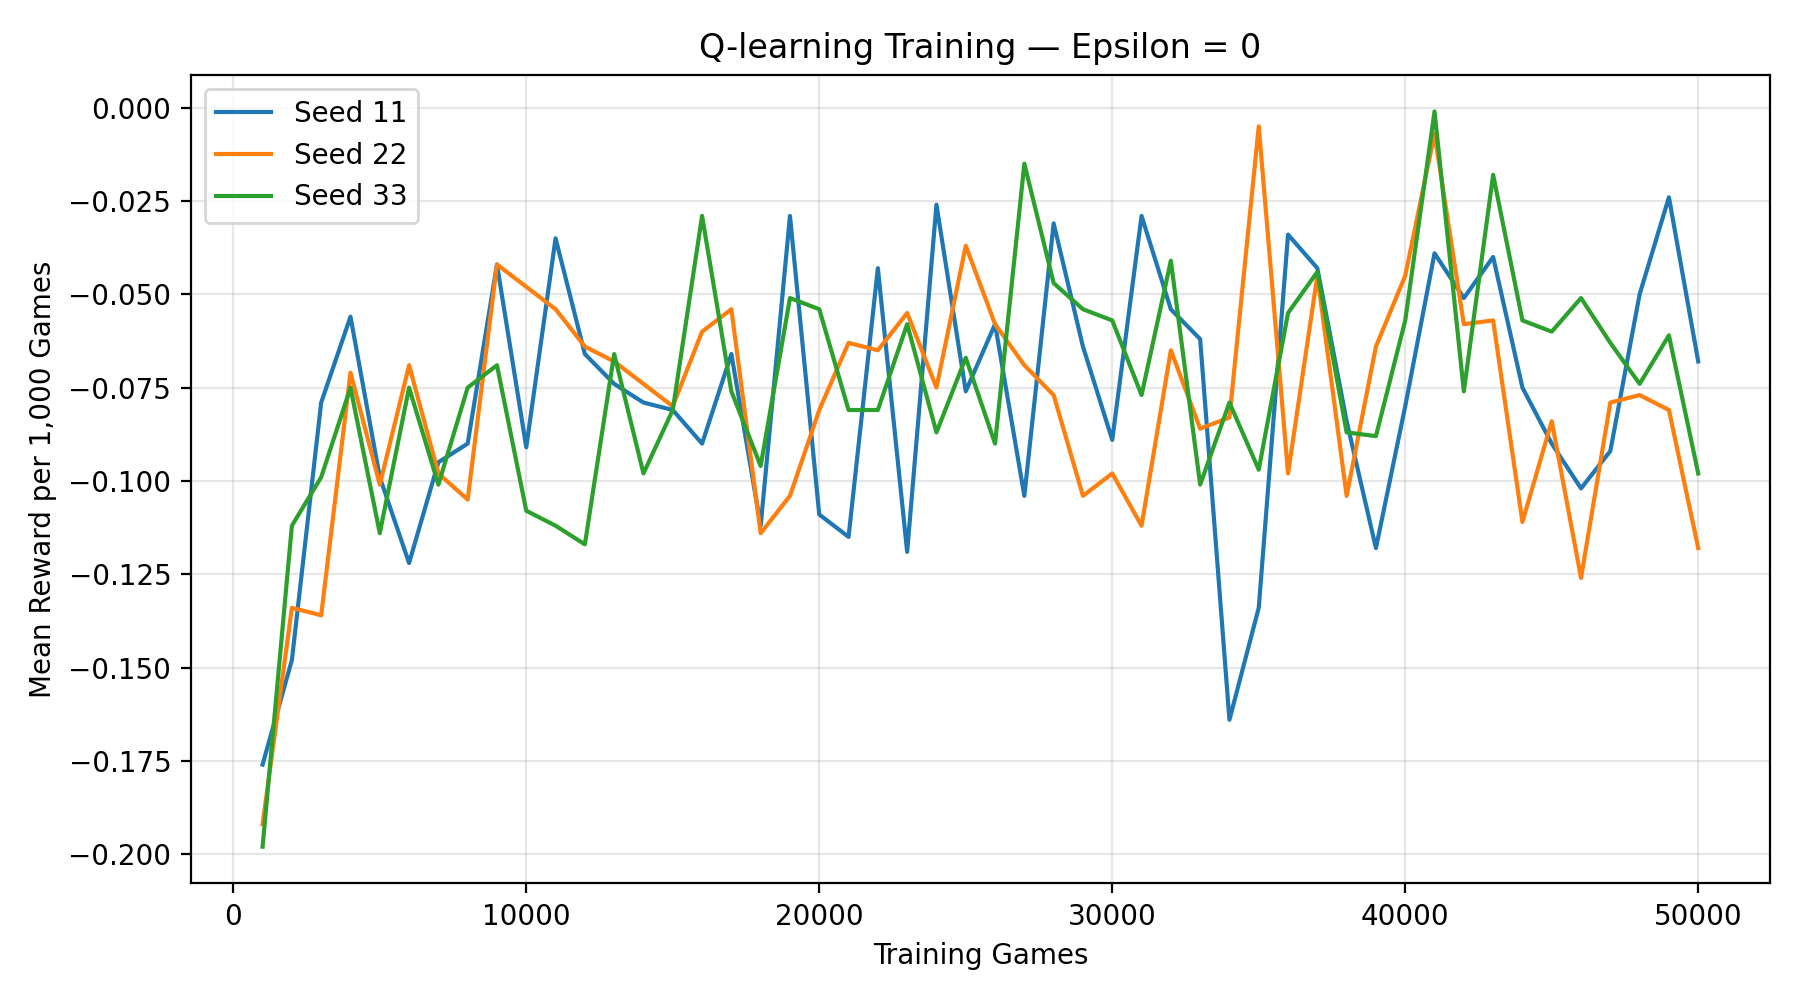 Q-learning Training — Epsilon = 0
Seed 11
Seed 22
Seed 33
0.000
−0.025
−0.050
−0.075
−0.100
−0.125
−0.150
−0.175
−0.200
Mean Reward per 1,000 Games
0 10000 20000 30000 40000 50000
Training Games